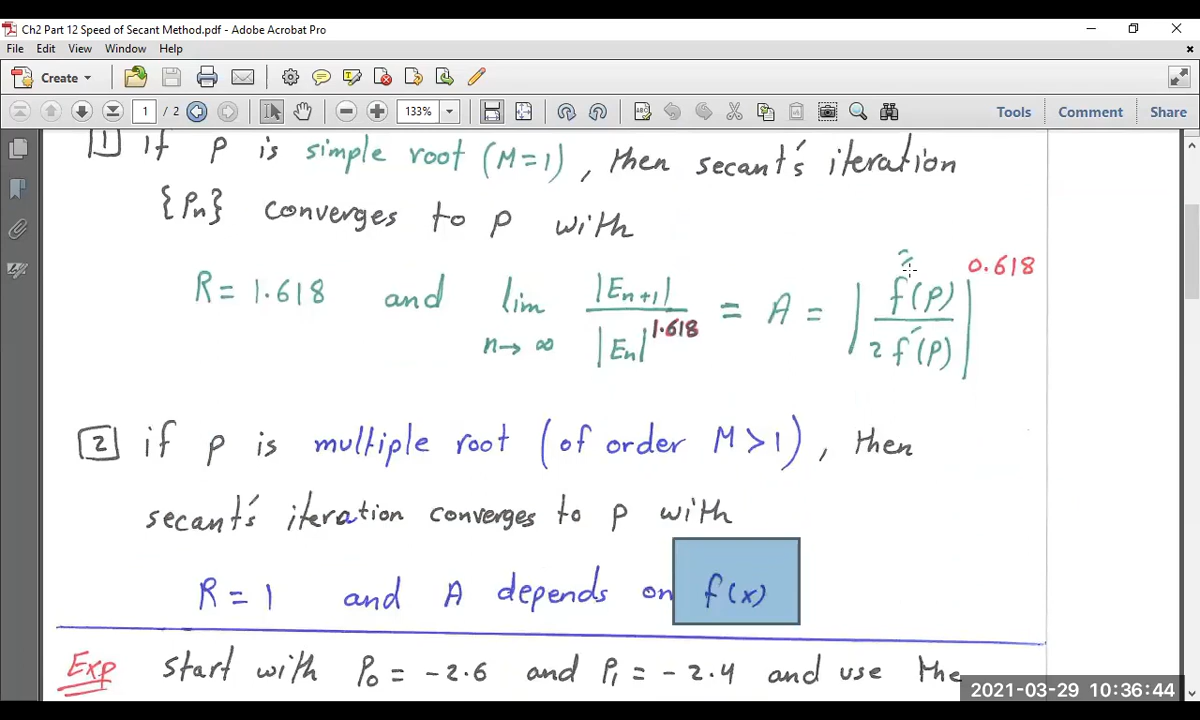 Ch2 Part 12 Speed of Secant Method.pdf - Adobe Acrobat Pro
File Edit View Window Help
Create
1 / 2 133% Tools Comment Share
1 If p is simple root (M=1), then secant's iteration
{Pn} converges to p with
R = 1.618 and lim n→∞ |En+1| / |En|^1.618 = A = |f''(p) / 2 f'(p)|^0.618
2 if p is multiple root (of order M>1), then
secant's iteration converges to p with
R = 1 and A depends on f(x)
Exp start with P0 = -2.6 and P1 = -2.4 and use the
2021-03-29 10:36:44